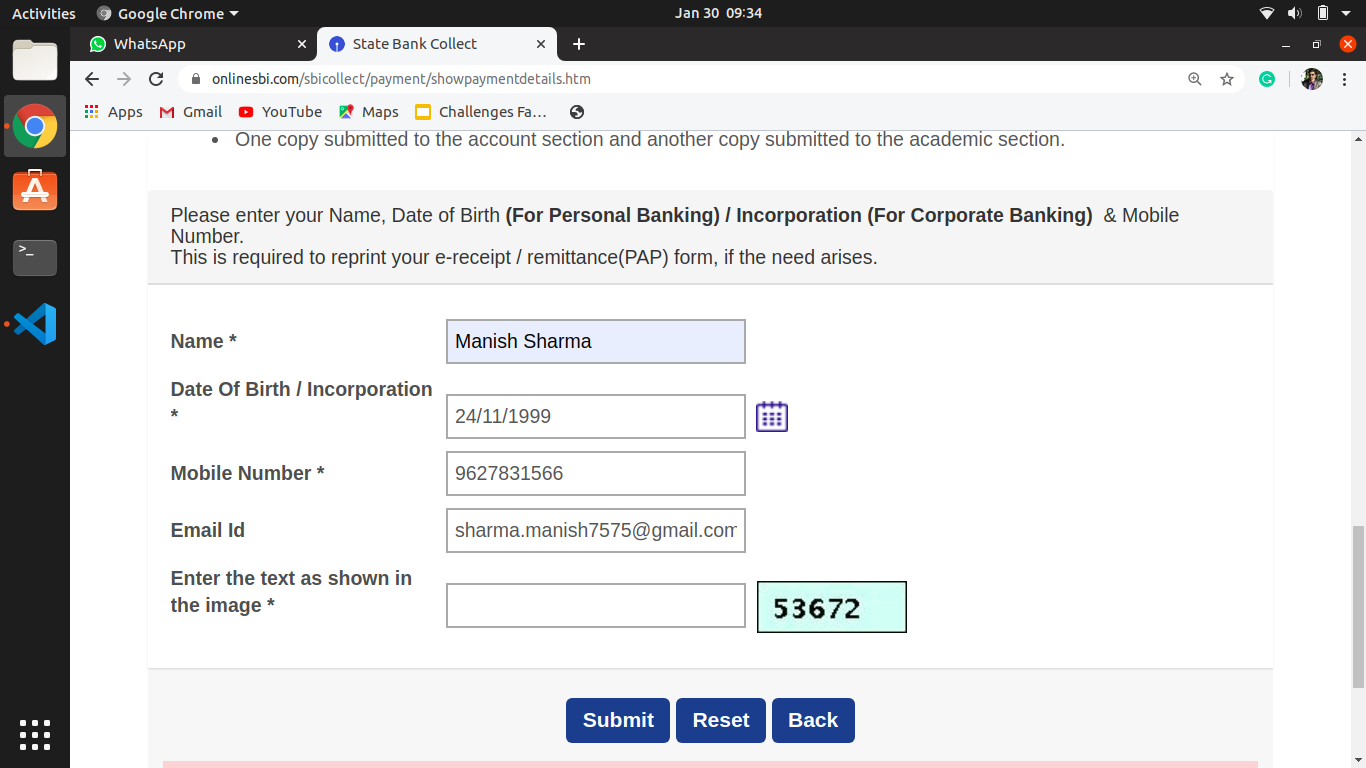 Activities
Google Chrome
Jan 30 09:34
WhatsApp
State Bank Collect
onlinesbi.com/sbicollect/payment/showpaymentdetails.htm
Apps
Gmail
YouTube
Maps
Challenges Fa...
• One copy submitted to the account section and another copy submitted to the academic section.
Please enter your Name, Date of Birth (For Personal Banking) / Incorporation (For Corporate Banking) & Mobile
Number.
This is required to reprint your e-receipt / remittance(PAP) form, if the need arises.
Name *
Manish Sharma
Date Of Birth / Incorporation
*
24/11/1999
Mobile Number *
9627831566
Email Id
sharma.manish7575@gmail.com
Enter the text as shown in
the image *
53672
Submit
Reset
Back